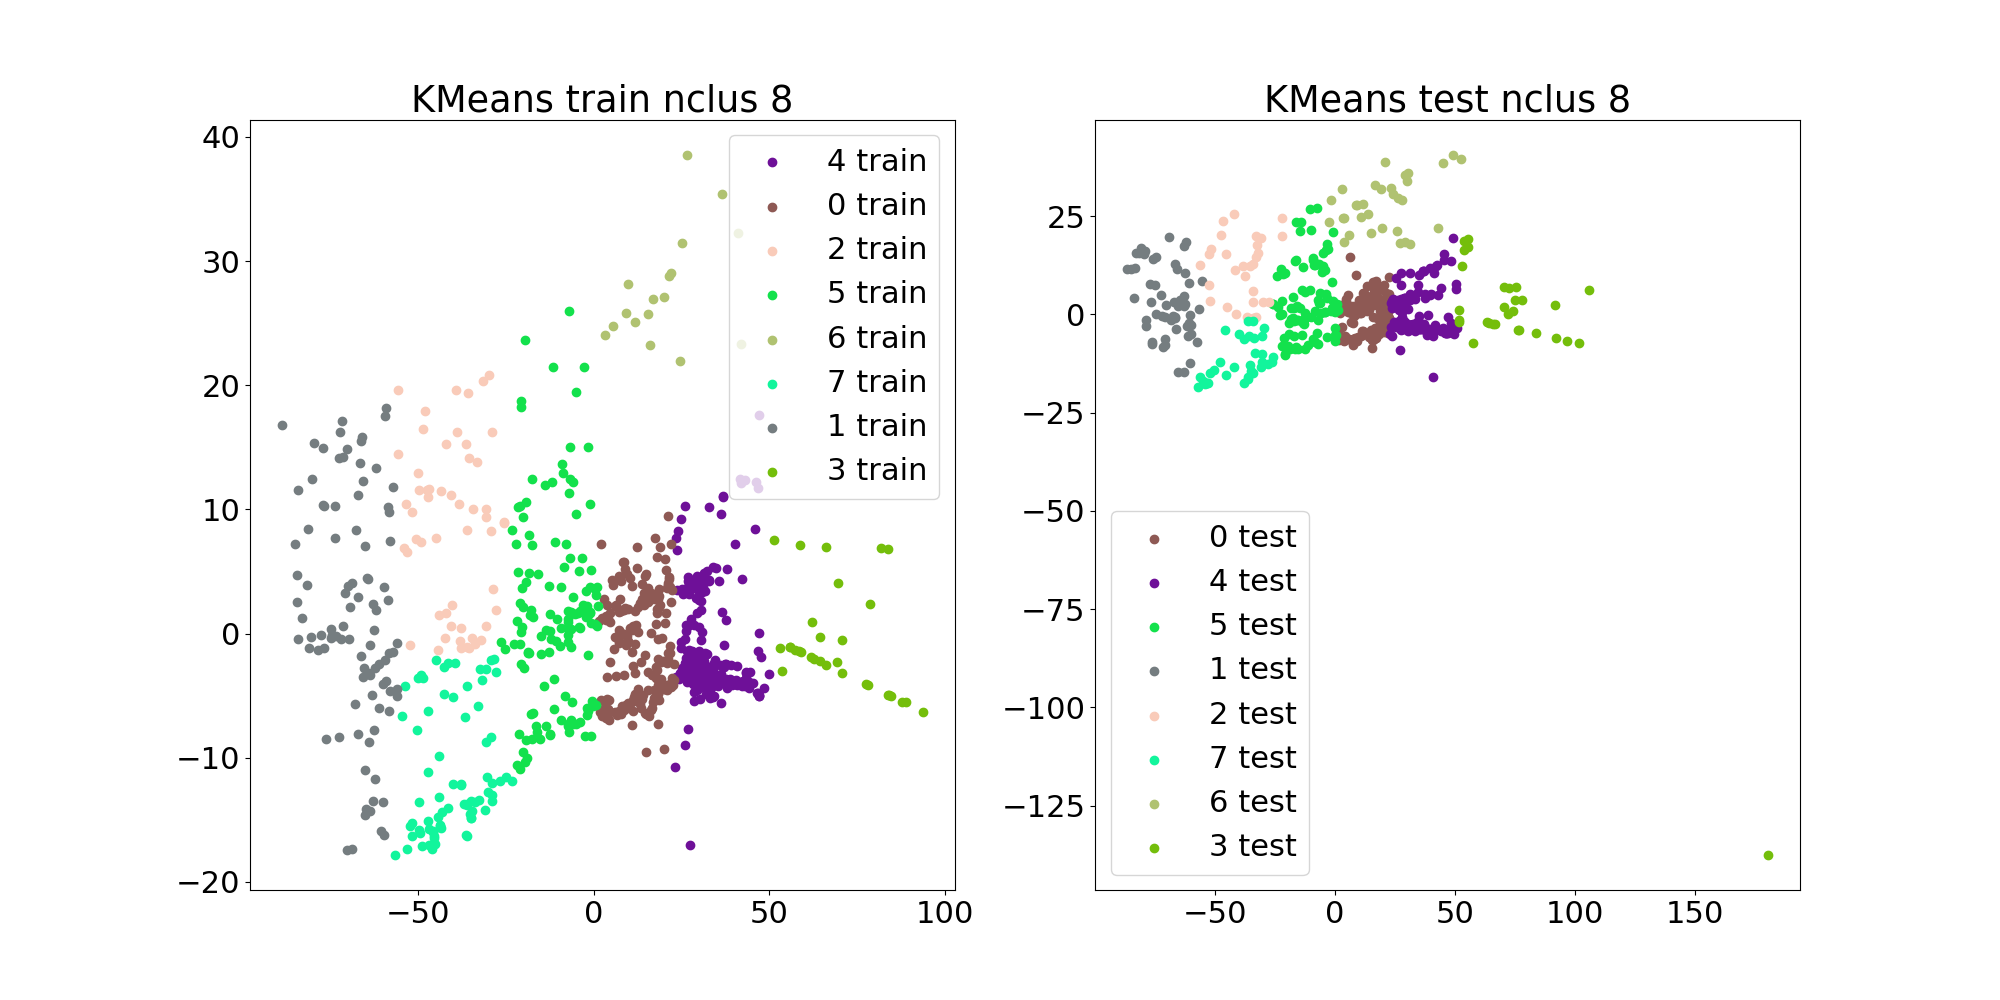 KMeans train nclus 8
40
30
20
10
0
−10
−20
−50
0
50
100
4 train
0 train
2 train
5 train
6 train
7 train
1 train
3 train
KMeans test nclus 8
25
0
−25
−50
−75
−100
−125
−50
0
50
100
150
0 test
4 test
5 test
1 test
2 test
7 test
6 test
3 test